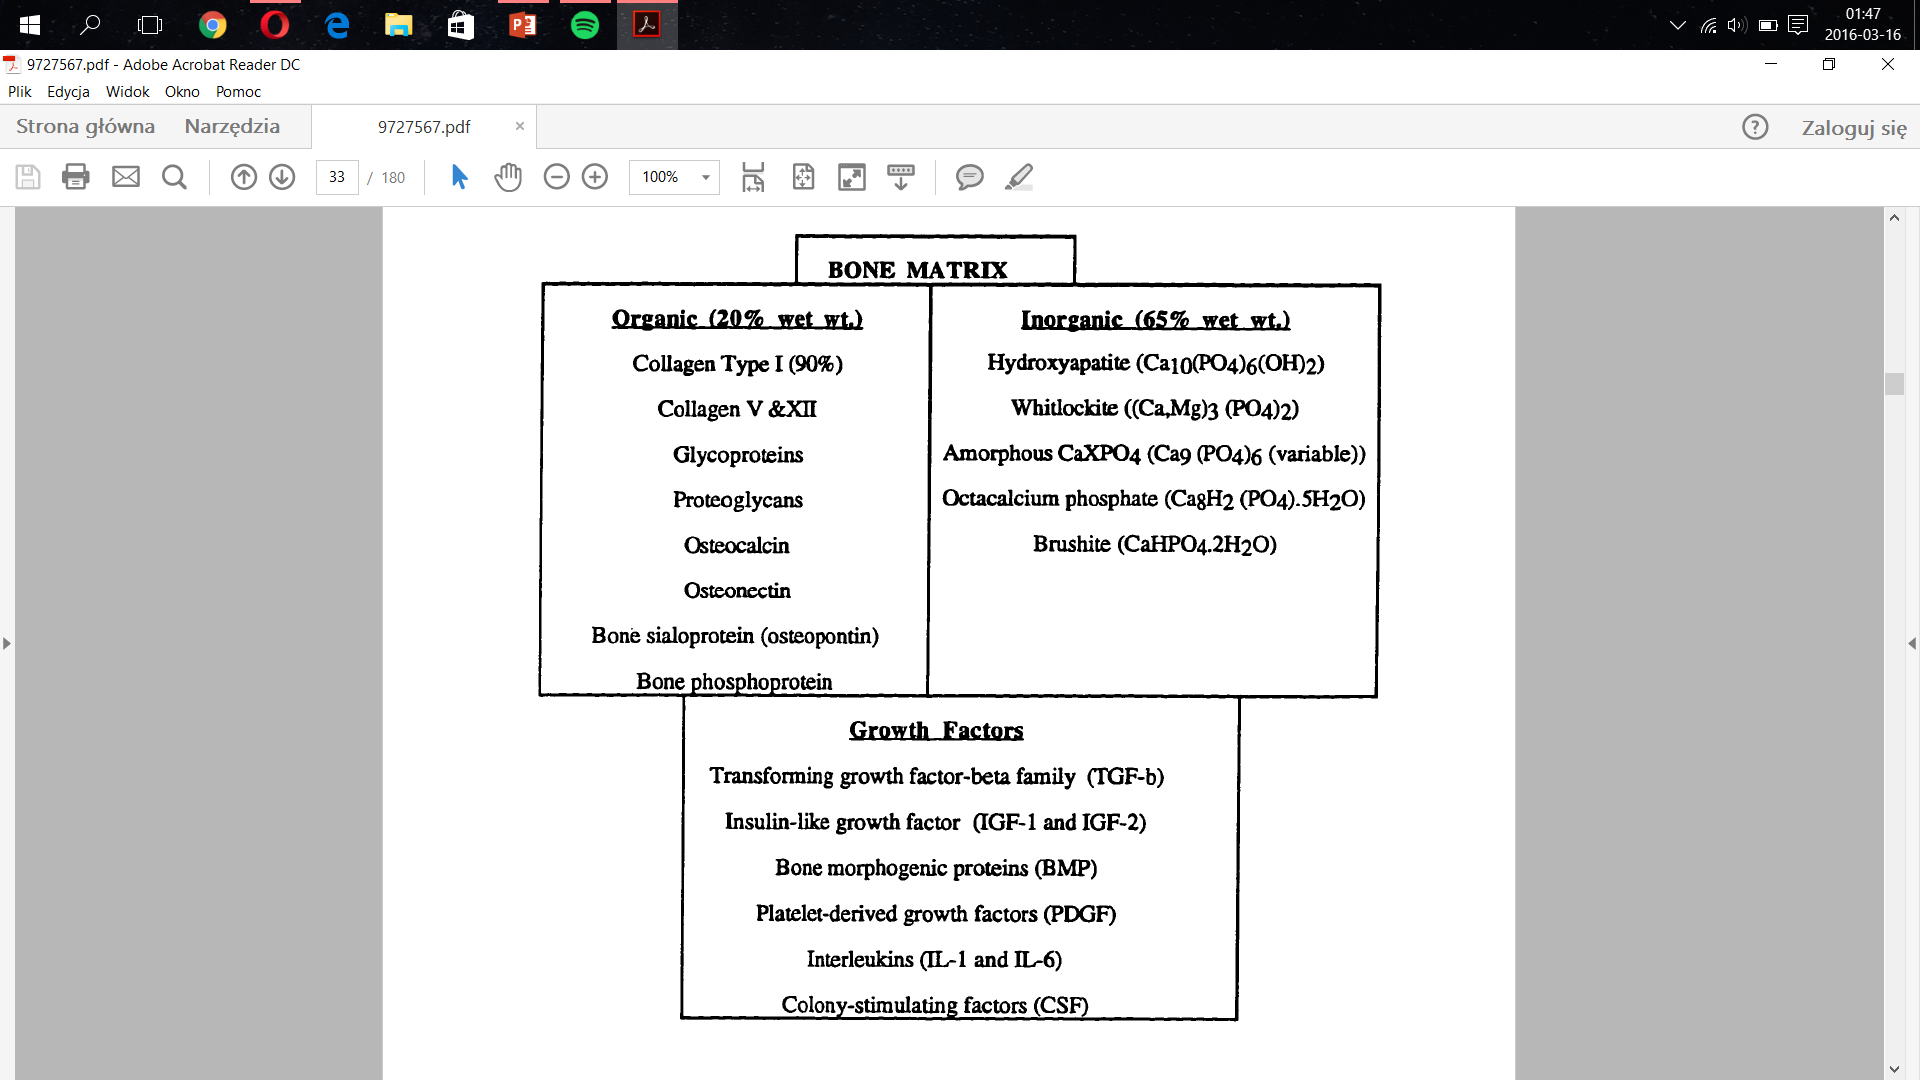 01:47
2016-03-16
9727567.pdf - Adobe Acrobat Reader DC
Plik Edycja Widok Okno Pomoc
Strona główna Narzędzia 9727567.pdf × ? Zaloguj się
33 / 180 100%
BONE MATRIX
Organic (20% wet wt.)
Collagen Type I (90%)
Collagen V &XII
Glycoproteins
Proteoglycans
Osteocalcin
Osteonectin
Bone sialoprotein (osteopontin)
Bone phosphoprotein
Inorganic (65% wet wt.)
Hydroxyapatite (Ca10(PO4)6(OH)2)
Whitlockite ((Ca,Mg)3 (PO4)2)
Amorphous CaXPO4 (Ca9 (PO4)6 (variable))
Octacalcium phosphate (Ca8H2 (PO4).5H2O)
Brushite (CaHPO4.2H2O)
Growth Factors
Transforming growth factor-beta family (TGF-b)
Insulin-like growth factor (IGF-1 and IGF-2)
Bone morphogenic proteins (BMP)
Platelet-derived growth factors (PDGF)
Interleukins (IL-1 and IL-6)
Colony-stimulating factors (CSF)